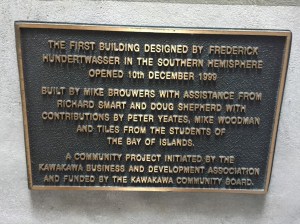 THE FIRST BUILDING DESIGNED BY FREDERICK
HUNDERTWASSER IN THE SOUTHERN HEMISPHERE
OPENED 10th DECEMBER 1999
BUILT BY MIKE BROUWERS WITH ASSISTANCE FROM
RICHARD SMART AND DOUG SHEPHERD WITH
CONTRIBUTIONS BY PETER YEATES, MIKE WOODMAN
AND TILES FROM THE STUDENTS OF
THE BAY OF ISLANDS.
A COMMUNITY PROJECT INITIATED BY THE
KAWAKAWA BUSINESS AND DEVELOPMENT ASSOCIATION
AND FUNDED BY THE KAWAKAWA COMMUNITY BOARD.